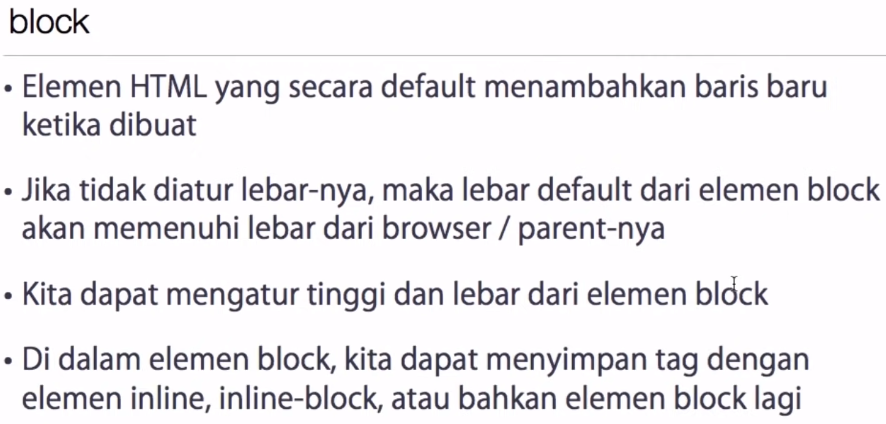 block
• Elemen HTML yang secara default menambahkan baris baru
ketika dibuat
• Jika tidak diatur lebar-nya, maka lebar default dari elemen block
akan memenuhi lebar dari browser / parent-nya
• Kita dapat mengatur tinggi dan lebar dari elemen block
• Di dalam elemen block, kita dapat menyimpan tag dengan
elemen inline, inline-block, atau bahkan elemen block lagi